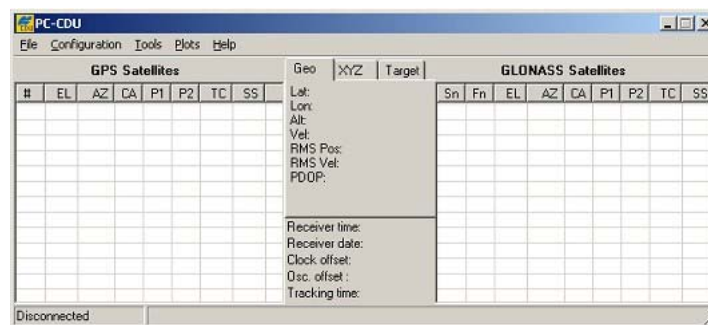 PC-CDU
File Configuration Tools Plots Help
GPS Satellites
# EL AZ CA P1 P2 TC SS
Geo XYZ Target
Lat:
Lon:
Alt:
Vel:
RMS Pos:
RMS Vel:
PDOP:
Receiver time:
Receiver date:
Clock offset:
Osc. offset :
Tracking time:
GLONASS Satellites
Sn Fn EL AZ CA P1 P2 TC SS
Disconnected